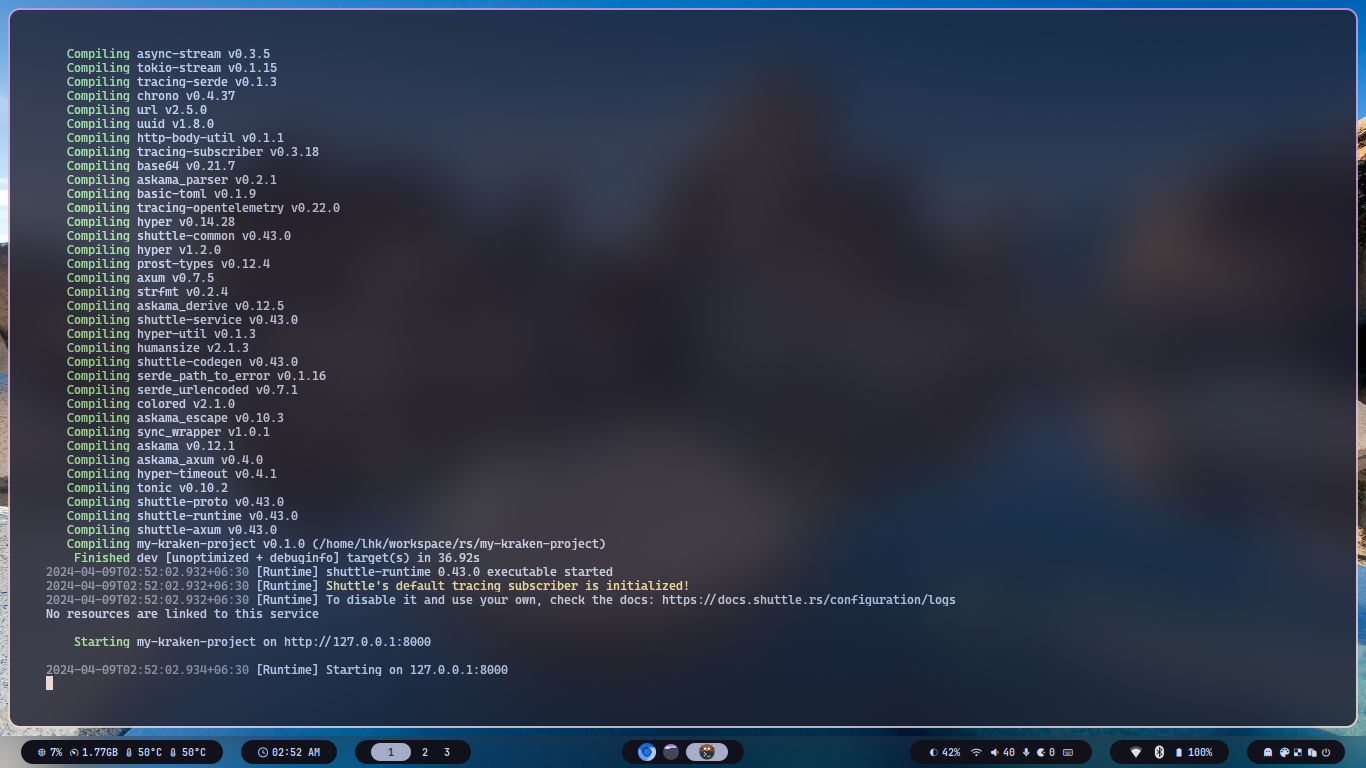 Compiling async-stream v0.3.5
Compiling tokio-stream v0.1.15
Compiling tracing-serde v0.1.3
Compiling chrono v0.4.37
Compiling url v2.5.0
Compiling uuid v1.8.0
Compiling http-body-util v0.1.1
Compiling tracing-subscriber v0.3.18
Compiling base64 v0.21.7
Compiling askama_parser v0.2.1
Compiling basic-toml v0.1.9
Compiling tracing-opentelemetry v0.22.0
Compiling hyper v0.14.28
Compiling shuttle-common v0.43.0
Compiling hyper v1.2.0
Compiling prost-types v0.12.4
Compiling axum v0.7.5
Compiling strfmt v0.2.4
Compiling askama_derive v0.12.5
Compiling shuttle-service v0.43.0
Compiling hyper-util v0.1.3
Compiling humansize v2.1.3
Compiling shuttle-codegen v0.43.0
Compiling serde_path_to_error v0.1.16
Compiling serde_urlencoded v0.7.1
Compiling colored v2.1.0
Compiling askama_escape v0.10.3
Compiling sync_wrapper v1.0.1
Compiling askama v0.12.1
Compiling askama_axum v0.4.0
Compiling hyper-timeout v0.4.1
Compiling tonic v0.10.2
Compiling shuttle-proto v0.43.0
Compiling shuttle-runtime v0.43.0
Compiling shuttle-axum v0.43.0
Compiling my-kraken-project v0.1.0 (/home/lhk/workspace/rs/my-kraken-project)
Finished dev [unoptimized + debuginfo] target(s) in 36.92s
2024-04-09T02:52:02.932+06:30 [Runtime] shuttle-runtime 0.43.0 executable started
2024-04-09T02:52:02.932+06:30 [Runtime] Shuttle's default tracing subscriber is initialized!
2024-04-09T02:52:02.932+06:30 [Runtime] To disable it and use your own, check the docs: https://docs.shuttle.rs/configuration/logs
No resources are linked to this service
Starting my-kraken-project on http://127.0.0.1:8000
2024-04-09T02:52:02.934+06:30 [Runtime] Starting on 127.0.0.1:8000
7% 1.77GB 50°C 50°C 02:52 AM 1 2 3 42% 40 0 100%